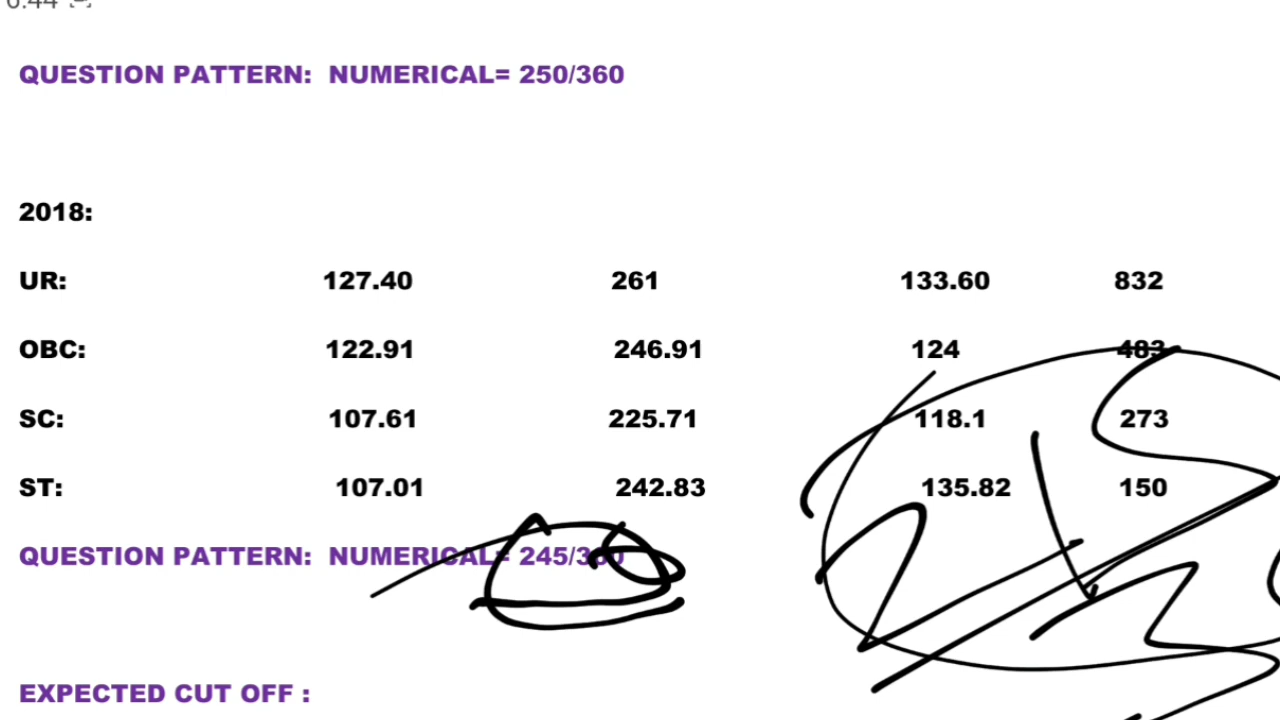 QUESTION PATTERN: NUMERICAL= 250/360
2018:
UR: 127.40 261 133.60 832
OBC: 122.91 246.91 124 483
SC: 107.61 225.71 118.1 273
ST: 107.01 242.83 135.82 150
QUESTION PATTERN: NUMERICAL= 245/360
EXPECTED CUT OFF :